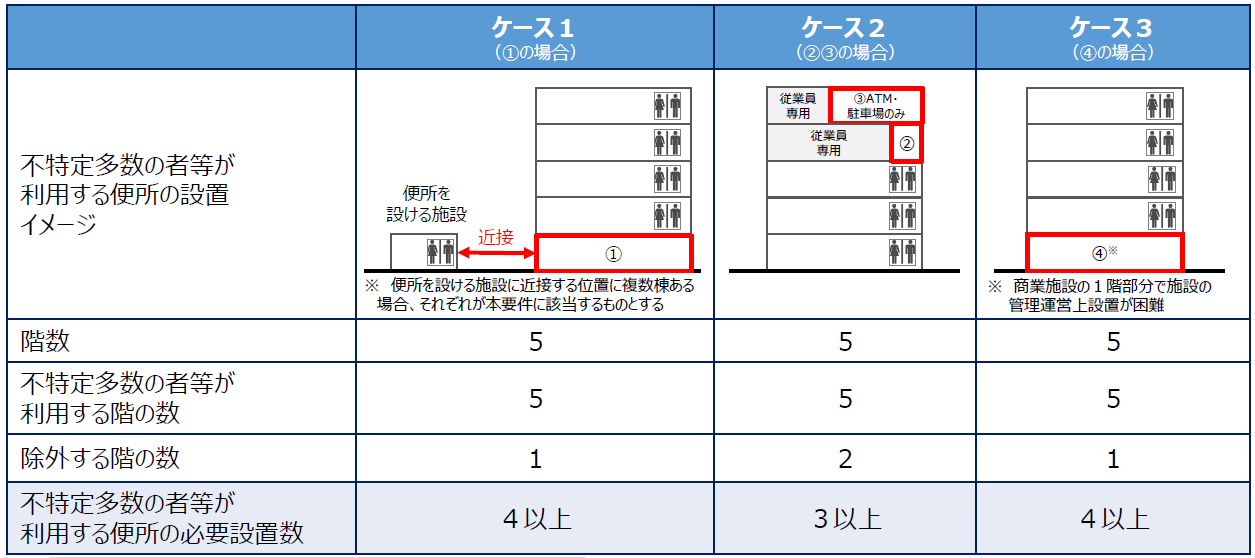 ケース１
（①の場合）
ケース２
（②③の場合）
ケース３
（④の場合）
不特定多数の者等が
利用する便所の設置
イメージ
便所を
設ける施設
近接
①
※　便所を設ける施設に近接する位置に複数棟ある
場合、それぞれが本要件に該当するものとする
従業員
専用
③ATM・
駐車場のみ
従業員
専用
②
④※
※　商業施設の１階部分で施設の
管理運営上設置が困難
階数
5
5
5
不特定多数の者等が
利用する階の数
5
5
5
除外する階の数
1
2
1
不特定多数の者等が
利用する便所の必要設置数
４以上
３以上
４以上